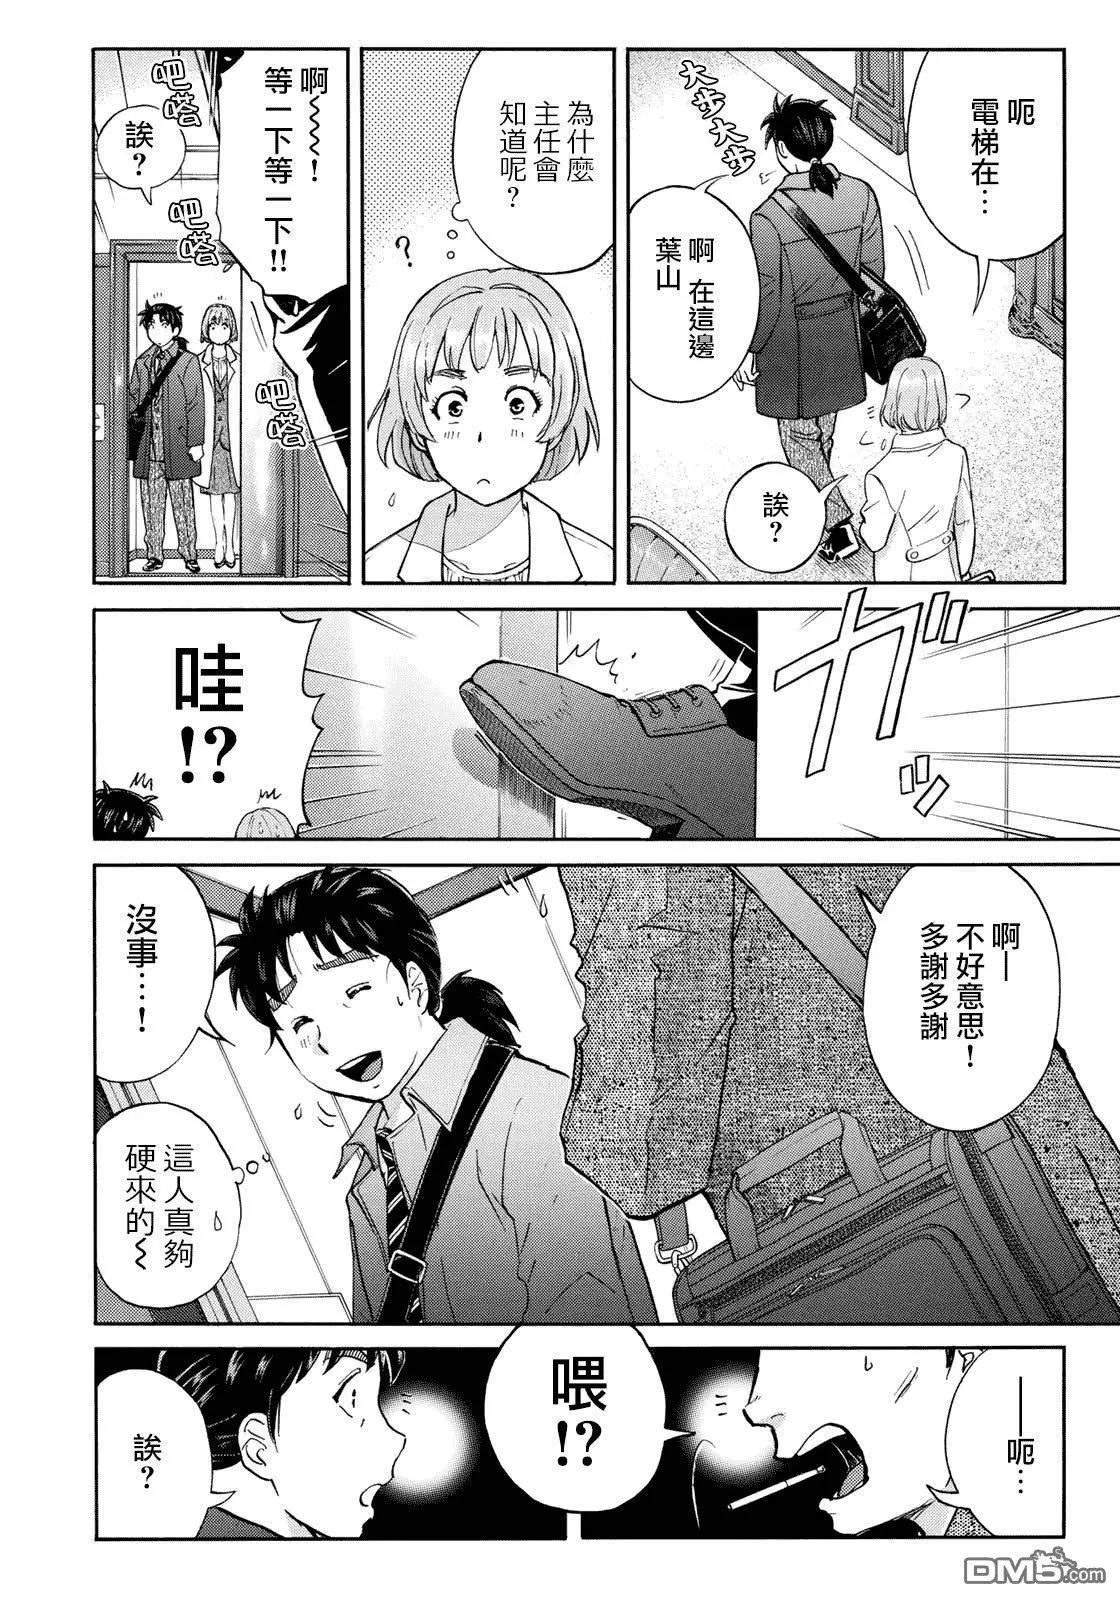 呃
電梯在…
大步大步
啊 在這邊
葉山
誒?
為什麼
主任會
知道呢?
?
啊~~~!
等一下等一下!!
吧嗒
吧嗒
吧嗒
誒?
ガッ
哇
!?
啊—
不好意思!
多謝多謝
沒事…!
這人真夠
硬來的~
—呃…
喂
!?
誒?
DM5.com